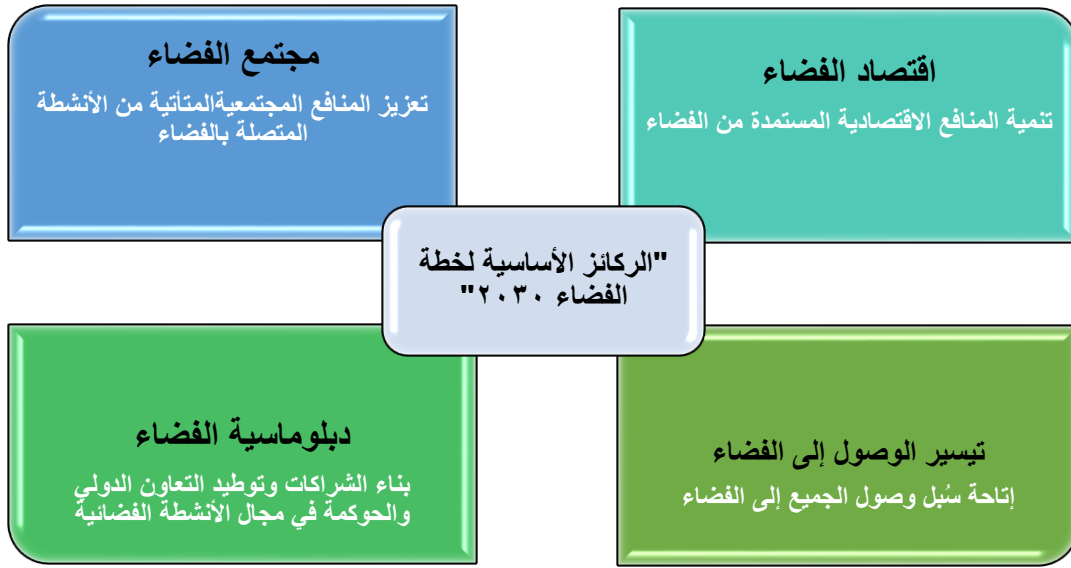 اقتصاد الفضاء
تنمية المنافع الاقتصادية المستمدة من الفضاء
مجتمع الفضاء
تعزيز المنافع المجتمعيةالمتأتية من الأنشطة
المتصلة بالفضاء
"الركائز الأساسية لخطة
الفضاء ٢٠٣٠"
تيسير الوصول إلى الفضاء
إتاحة سُبل وصول الجميع إلى الفضاء
دبلوماسية الفضاء
بناء الشراكات وتوطيد التعاون الدولي
والحوكمة في مجال الأنشطة الفضائية